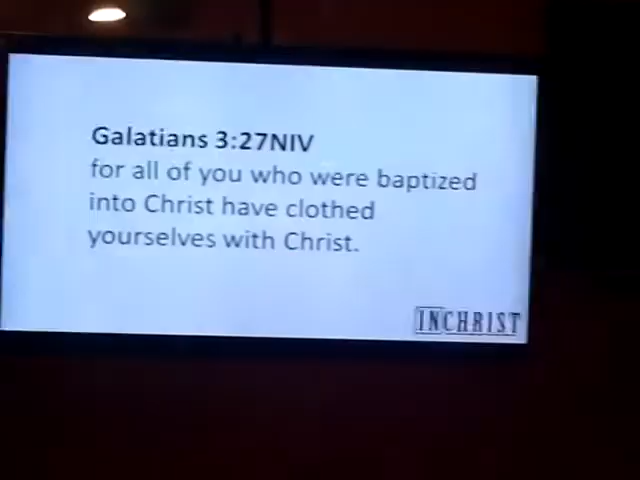 Galatians 3:27NIV
for all of you who were baptized
into Christ have clothed
yourselves with Christ.
INCHRIST